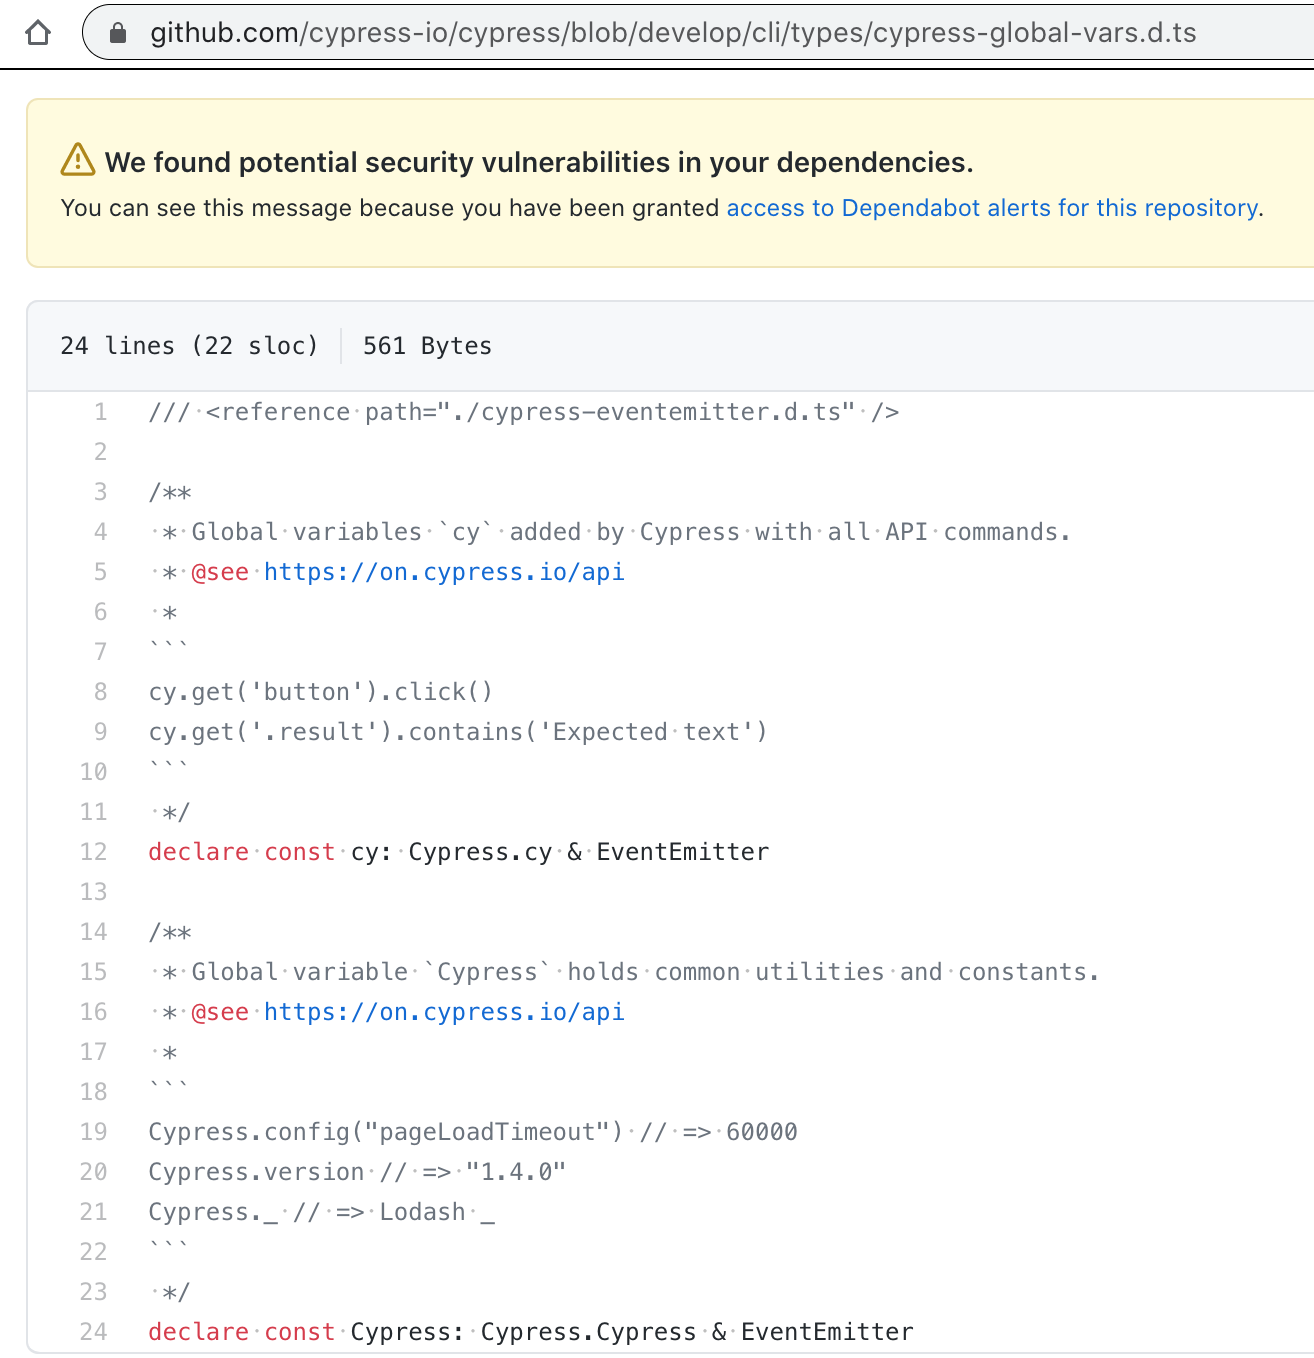 github.com/cypress-io/cypress/blob/develop/cli/types/cypress-global-vars.d.ts
We found potential security vulnerabilities in your dependencies.
You can see this message because you have been granted access to Dependabot alerts for this repository.
24 lines (22 sloc) 561 Bytes
1 /// <reference path="./cypress-eventemitter.d.ts" />
2
3 /**
4  * Global variables `cy` added by Cypress with all API commands.
5  * @see https://on.cypress.io/api
6  *
7 ```
8 cy.get('button').click()
9 cy.get('.result').contains('Expected text')
10 ```
11  */
12 declare const cy: Cypress.cy & EventEmitter
13
14 /**
15  * Global variable `Cypress` holds common utilities and constants.
16  * @see https://on.cypress.io/api
17  *
18 ```
19 Cypress.config("pageLoadTimeout") // => 60000
20 Cypress.version // => "1.4.0"
21 Cypress._ // => Lodash _
22 ```
23  */
24 declare const Cypress: Cypress.Cypress & EventEmitter